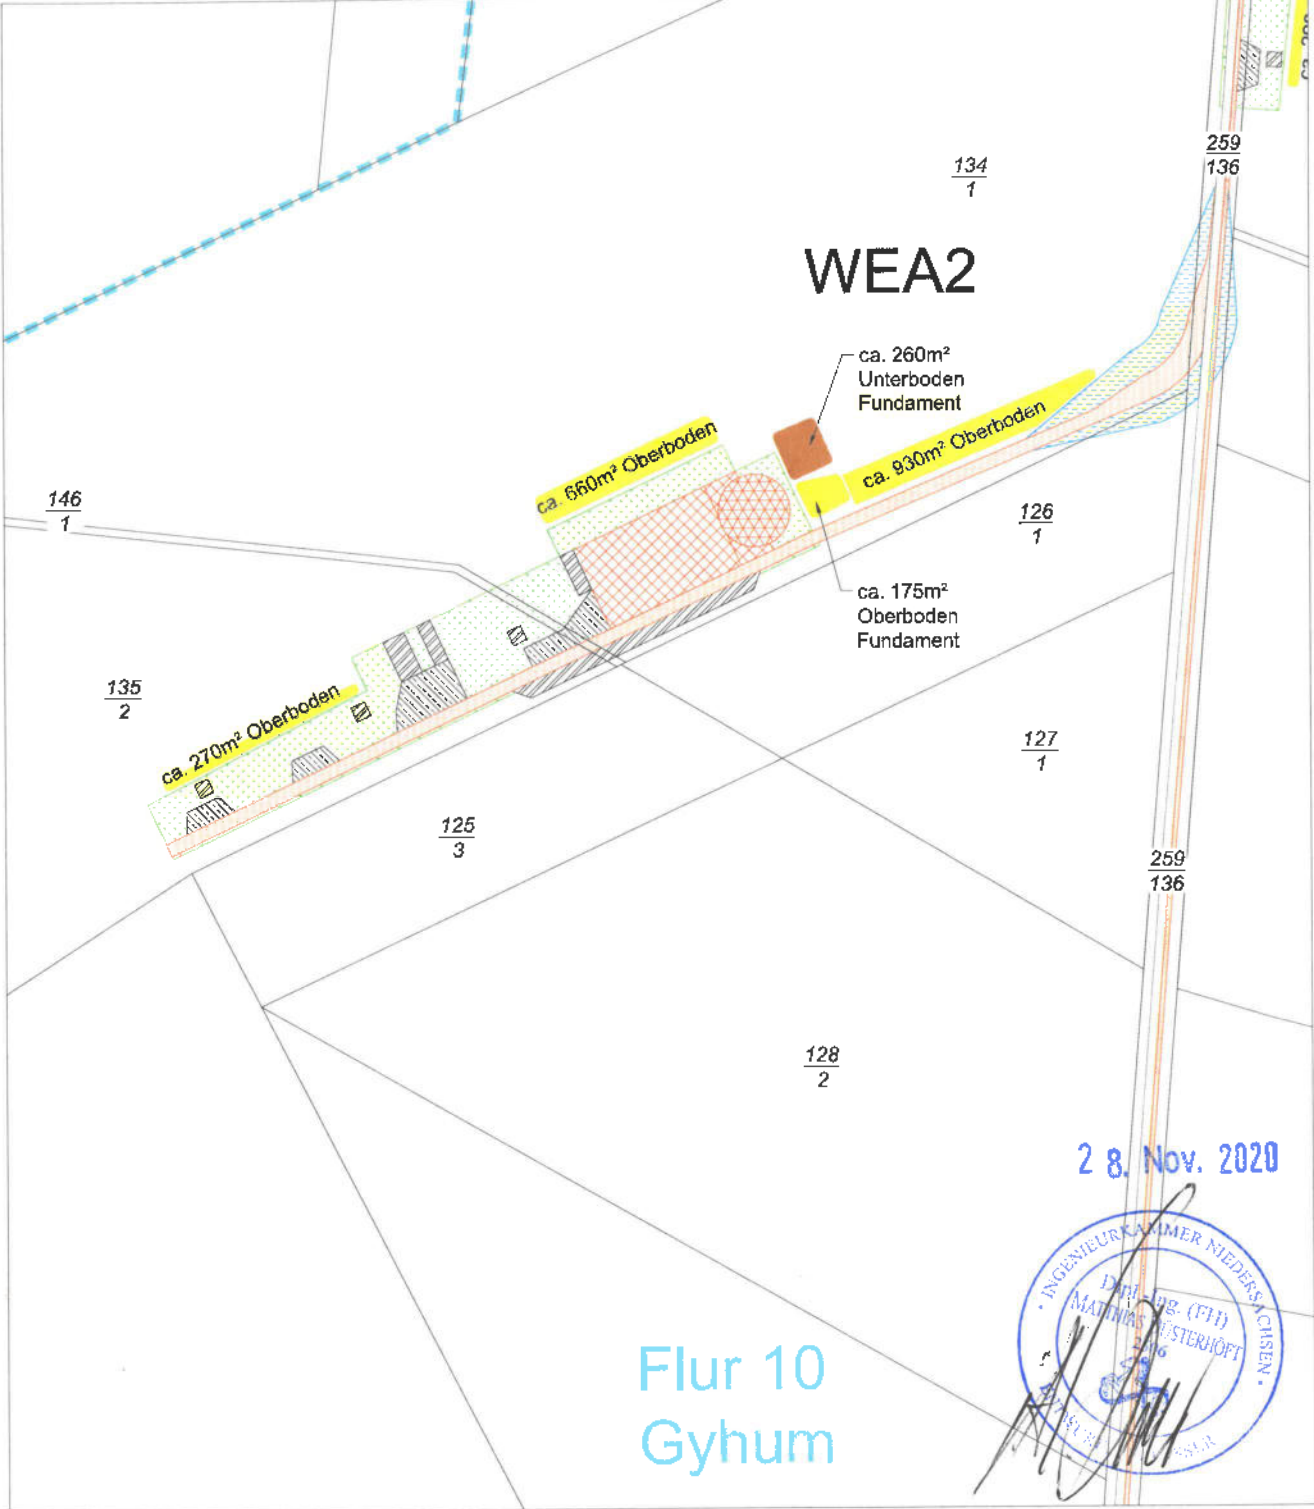 259
136
134
1
WEA2
ca. 260m²
Unterboden
Fundament
ca. 660m² Oberboden
ca. 930m² Oberboden
146
1
126
1
ca. 175m²
Oberboden
Fundament
135
2
ca. 270m² Oberboden
127
1
125
3
259
136
128
2
28. Nov. 2020
INGENIEURKAMMER NIEDERSACHSEN
Dipl.-Ing. (FH)
MATTHIAS
Flur 10
Gyhum